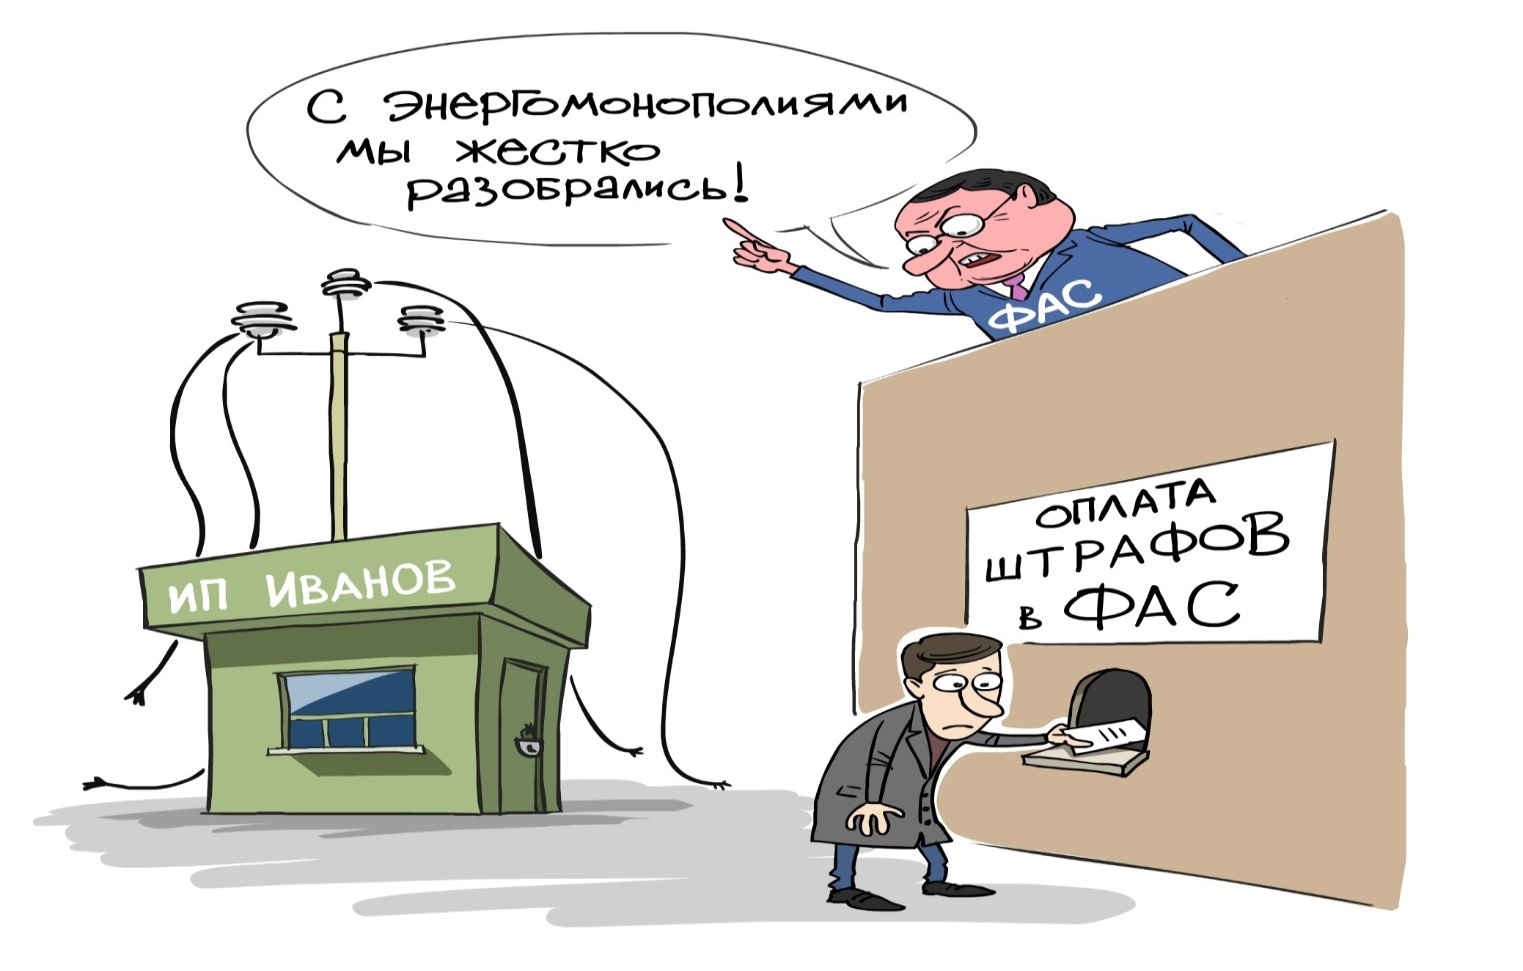 С ЭНЕРГОМОНОПОЛИЯМИ
МЫ ЖЕСТКО
РАЗОБРАЛИСЬ!
ФАС
ИП ИВАНОВ
ОПЛАТА
ШТРАФОВ
В ФАС